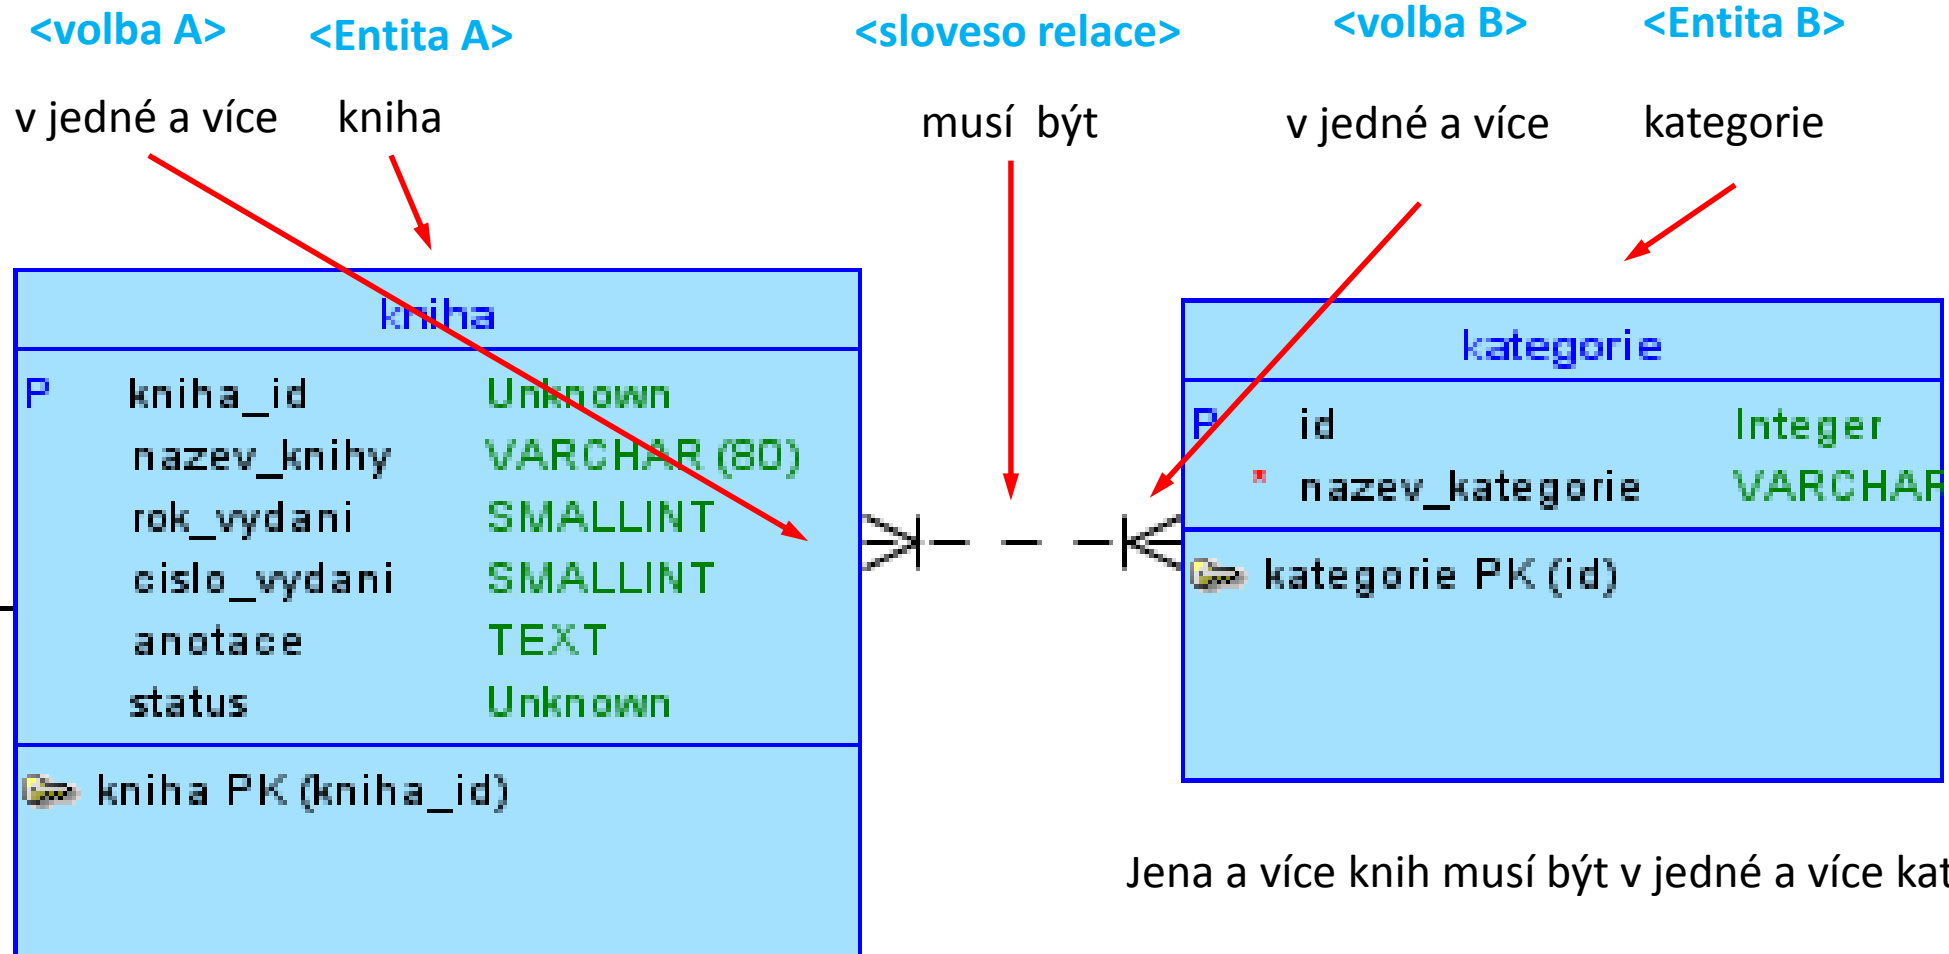 <volba A> <Entita A> <sloveso relace> <volba B> <Entita B>
v jedné a více kniha musí být v jedné a více kategorie
kniha
P kniha_id Unknown
nazev_knihy VARCHAR (80)
rok_vydani SMALLINT
cislo_vydani SMALLINT
anotace TEXT
status Unknown
kniha PK (kniha_id)
kategorie
P id Integer
* nazev_kategorie VARCHAR
kategorie PK (id)
Jena a více knih musí být v jedné a více kat